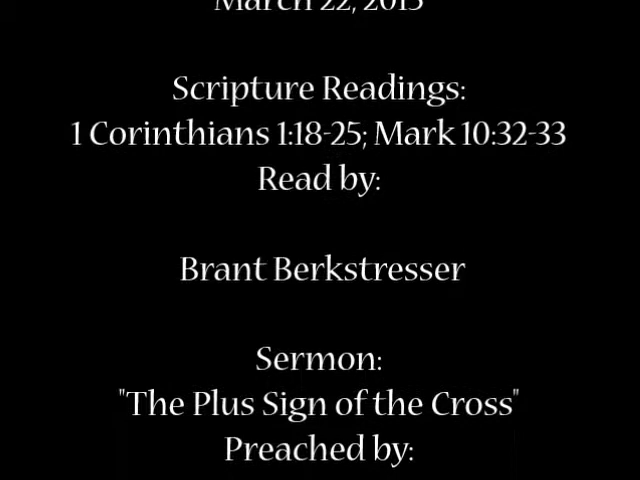 March 22, 2015
Scripture Readings:
1 Corinthians 1:18-25; Mark 10:32-33
Read by:
Brant Berkstresser
Sermon:
"The Plus Sign of the Cross"
Preached by: